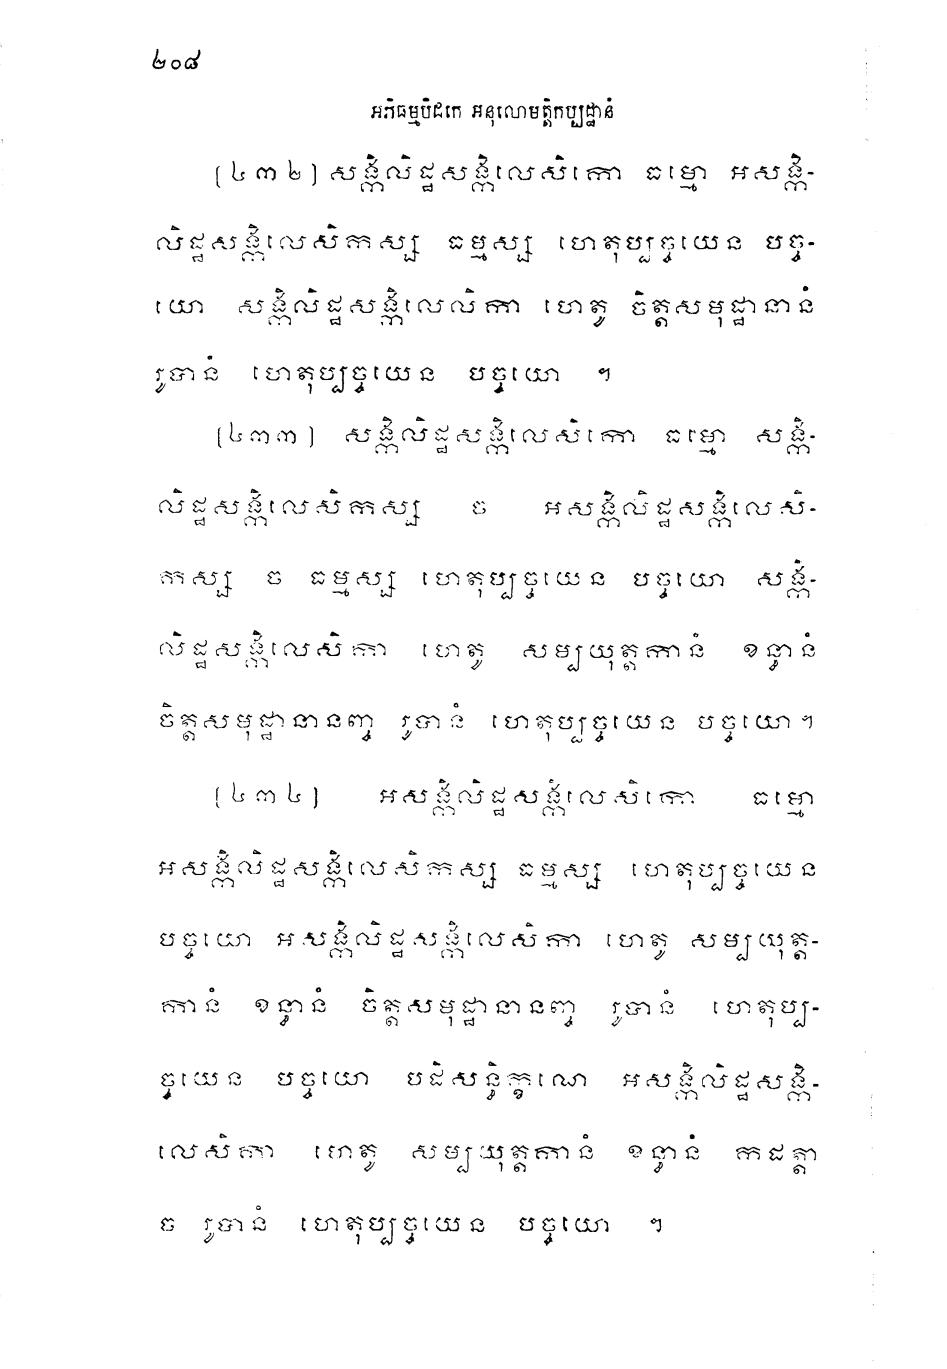 ២០៨
អភិធម្មបិដកេ អនុលោមត្តិកប្បដ្ឋានំ
[៤៣២] សង្កិលិដ្ឋសង្កិលេសិកោ ធម្មោ អសង្កិ-
លិដ្ឋសង្កិលេសិកស្ស ធម្មស្ស ហេតុប្បច្ចយេន បច្ច-
យោ សង្កិលិដ្ឋសង្កិលេលិកា ហេតូ ចិត្តសមុដ្ឋានានំ
រូបានំ ហេតុប្បច្ចយេន បច្ចយោ ។
[៤៣៣] សង្កិលិដ្ឋសង្កិលេសិកោ ធម្មោ សង្កិ-
លិដ្ឋសង្កិលេសិកស្ស ច អសង្កិលិដ្ឋសង្កិលេសិ-
កស្ស ច ធម្មស្ស ហេតុប្បច្ចយេន បច្ចយោ សង្កិ-
លិដ្ឋសង្កិលេសិកា ហេតូ សម្បយុត្តកានំ ខន្ធានំ
ចិត្តសមុដ្ឋានានញ្ច រូបានំ ហេតុប្បច្ចយេន បច្ចយោ។
[៤៣៤] អសង្កិលិដ្ឋសង្កិលេសិកោ ធម្មោ
អសង្កិលិដ្ឋសង្កិលេសិកស្ស ធម្មស្ស ហេតុប្បច្ចយេន
បច្ចយោ អសង្កិលិដ្ឋសង្កិលេសិកា ហេតូ សម្បយុត្ត-
កានំ ខន្ធានំ ចិត្តសមុដ្ឋានានញ្ច រូបានំ ហេតុប្ប-
ច្ចយេន បច្ចយោ បដិសន្ធិក្ខណេ អសង្កិលិដ្ឋសង្កិ-
លេសិកា ហេតូ សម្បយុត្តកានំ ខន្ធានំ កដត្តា
ច រូបានំ ហេតុប្បច្ចយេន បច្ចយោ ។